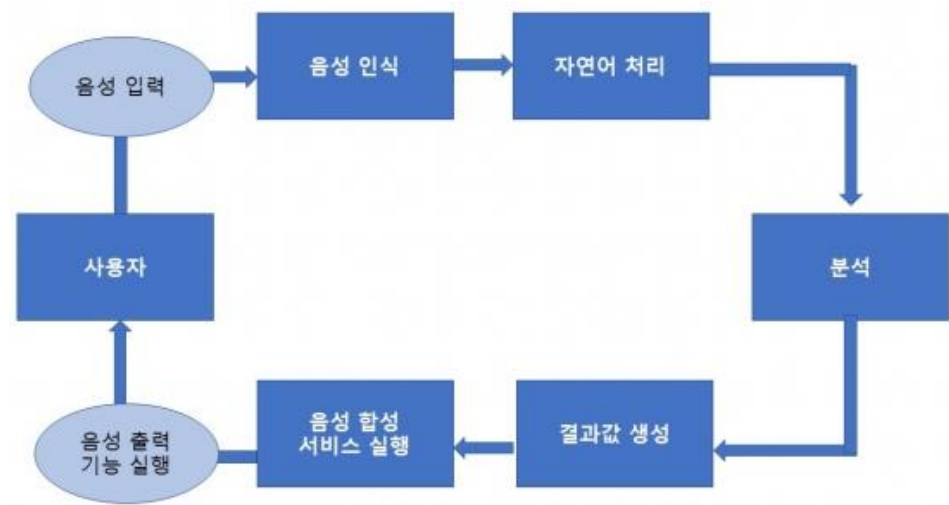 음성 입력
음성 인식
자연어 처리
사용자
분석
음성 출력
기능 실행
음성 합성
서비스 실행
결과값 생성